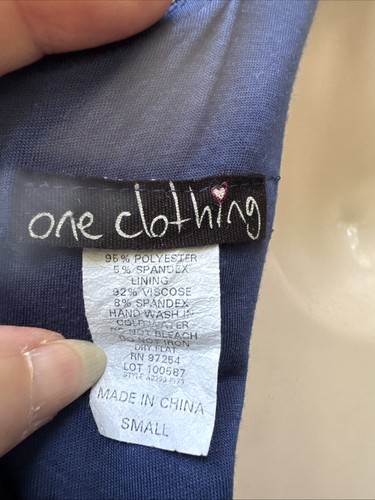 one clothing
95% POLYESTER
5% SPANDEX
LINING
92% VISCOSE
8% SPANDEX
HAND WASH IN
COLD WATER
DO NOT BLEACH
DO NOT IRON
DRY FLAT
RN 97254
LOT 100587
STYLE
MADE IN CHINA
SMALL